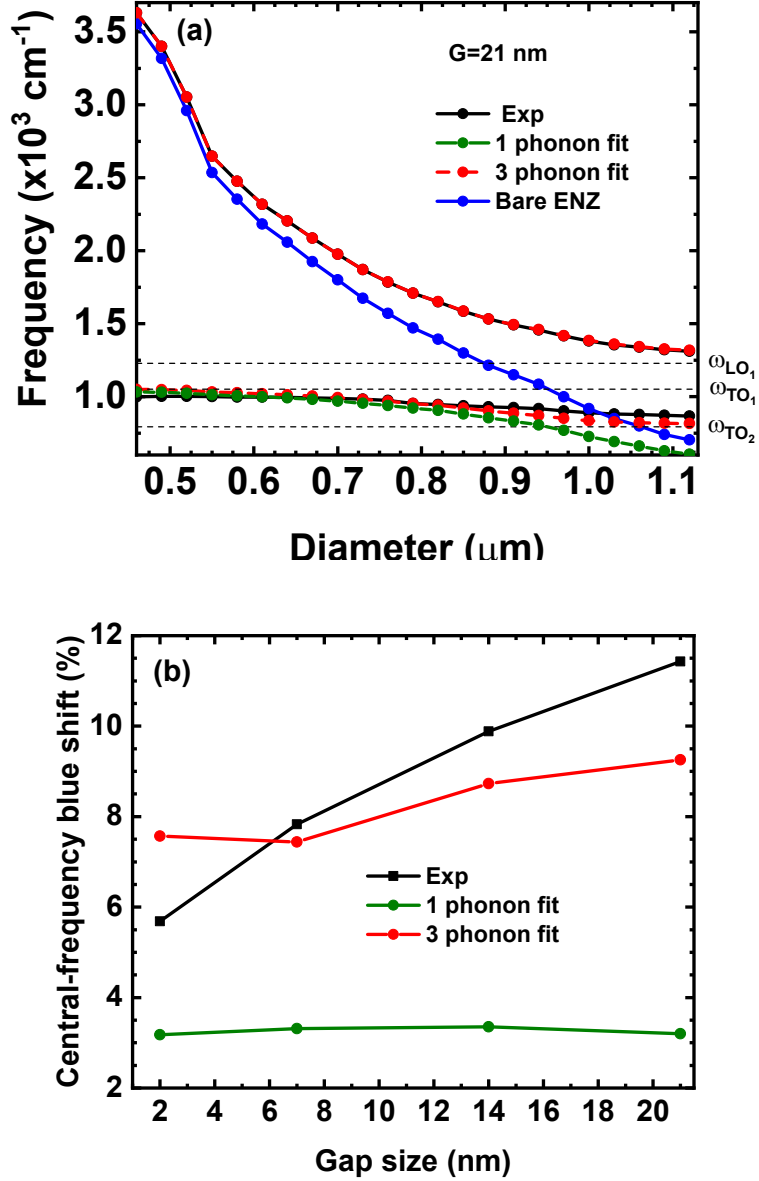 (a)
G=21 nm
Exp
1 phonon fit
3 phonon fit
Bare ENZ
Frequency (x10³ cm⁻¹)
3.5
3.0
2.5
2.0
1.5
1.0
ωLO₁
ωTO₁
ωTO₂
0.5 0.6 0.7 0.8 0.9 1.0 1.1
Diameter (μm)
(b)
Central-frequency blue shift (%)
12
10
8
6
4
2
Exp
1 phonon fit
3 phonon fit
2 4 6 8 10 12 14 16 18 20
Gap size (nm)